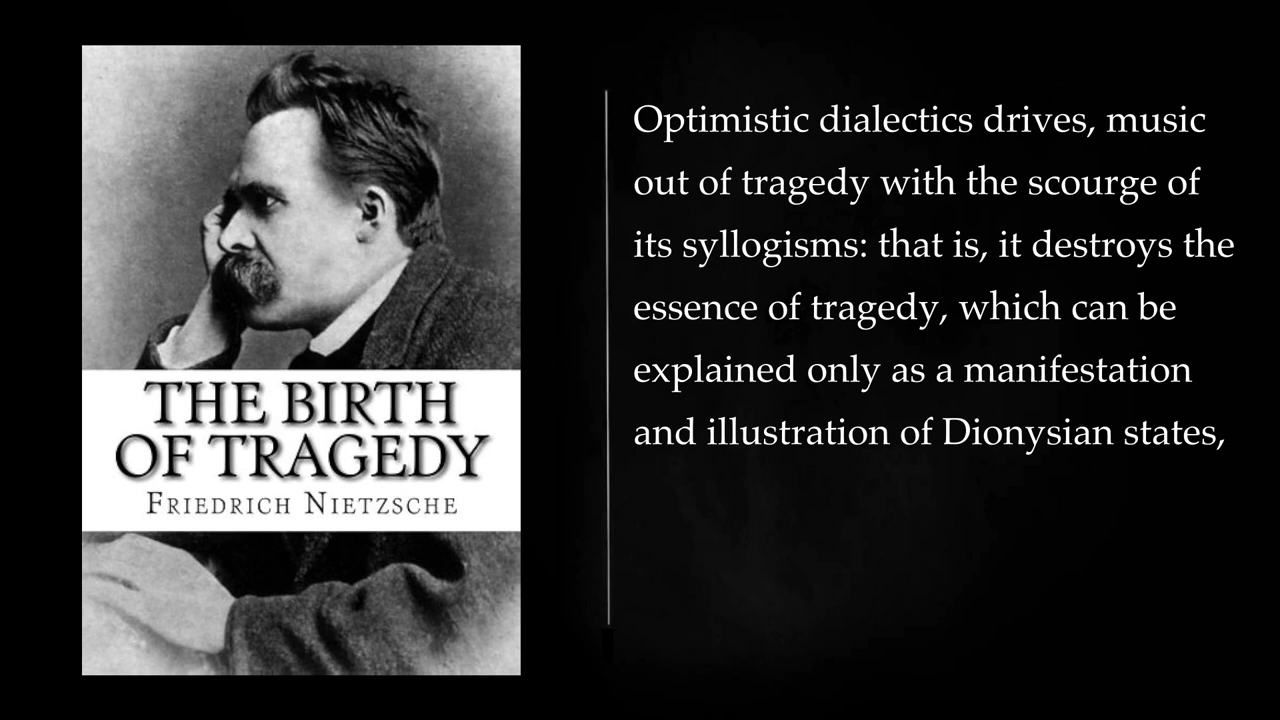 THE BIRTH
OF TRAGEDY
FRIEDRICH NIETZSCHE
Optimistic dialectics drives, music
out of tragedy with the scourge of
its syllogisms: that is, it destroys the
essence of tragedy, which can be
explained only as a manifestation
and illustration of Dionysian states,